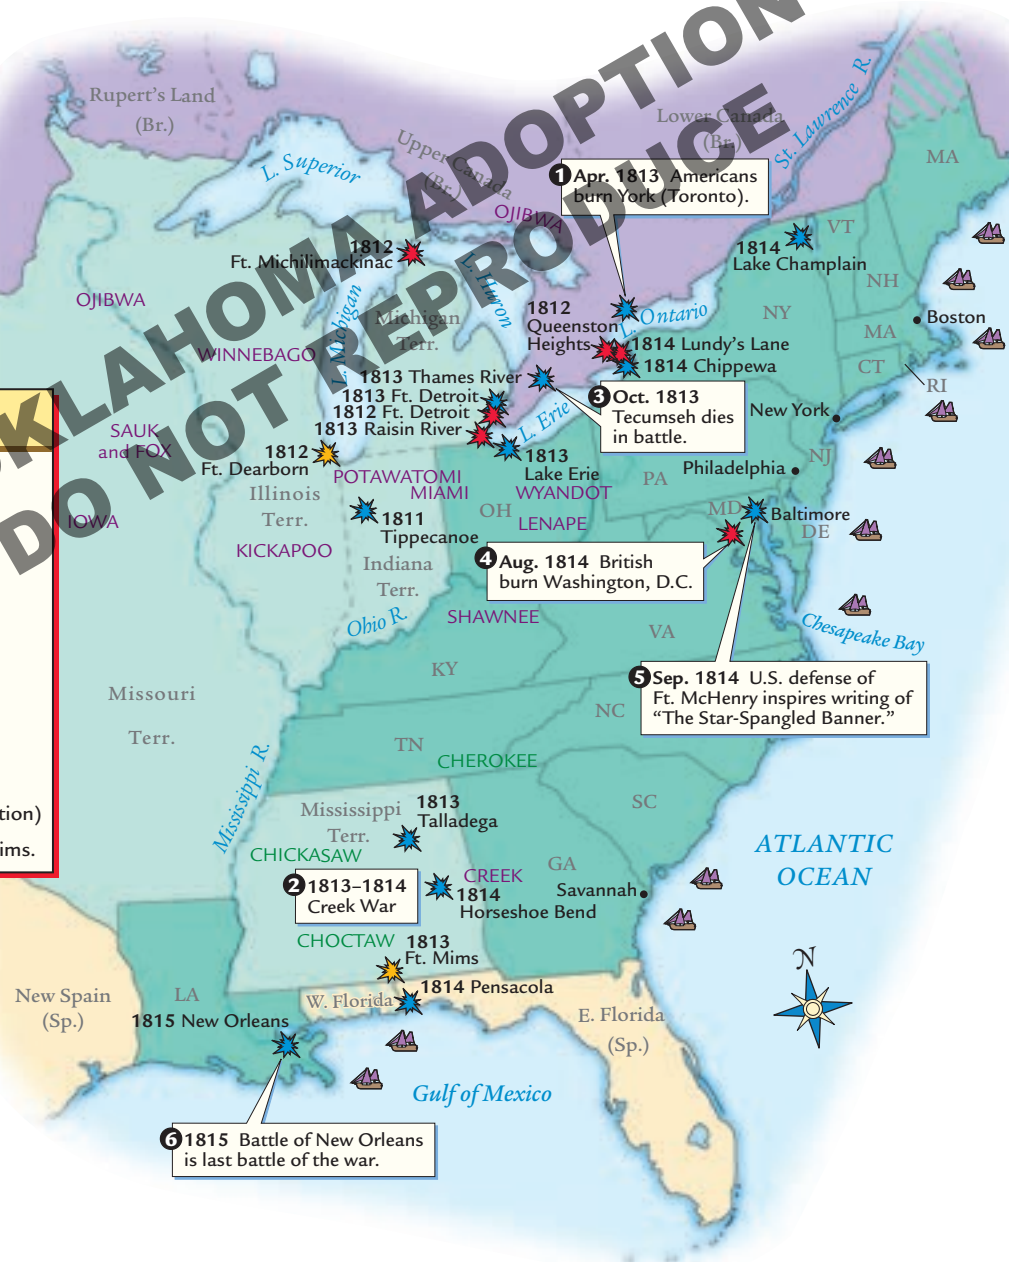 OKLAHOMA ADOPTION
DO NOT REPRODUCE
Rupert's Land
(Br.)
Lower Canada
(Br.)
St. Lawrence R.
Upper Canada
(Br.)
L. Superior
MA
1 Apr. 1813 Americans
burn York (Toronto).
OJIBWA
VT
1812
Ft. Michilimackinac
1814
Lake Champlain
L. Huron
NH
OJIBWA
L. Michigan
Michigan
Terr.
1812
Queenston
Heights
L. Ontario
NY
Boston
MA
WINNEBAGO
1814 Lundy's Lane
1814 Chippewa
CT
RI
1813 Thames River
1813 Ft. Detroit
1812 Ft. Detroit
1813 Raisin River
3 Oct. 1813
Tecumseh dies
in battle.
New York
L. Erie
SAUK
and FOX
1812
Ft. Dearborn
1813
Lake Erie
Philadelphia
NJ
PA
POTAWATOMI
MIAMI
WYANDOT
Illinois
Terr.
OH
LENAPE
MD
Baltimore
DE
IOWA
1811
Tippecanoe
KICKAPOO
Indiana
Terr.
4 Aug. 1814 British
burn Washington, D.C.
Ohio R.
SHAWNEE
VA
Chesapeake Bay
KY
5 Sep. 1814 U.S. defense of
Ft. McHenry inspires writing of
“The Star-Spangled Banner.”
Missouri
Terr.
NC
TN
CHEROKEE
Mississippi R.
tion)
ims.
Mississippi
Terr.
1813
Talladega
SC
ATLANTIC
OCEAN
CHICKASAW
GA
2 1813–1814
Creek War
CREEK
1814
Horseshoe Bend
Savannah
CHOCTAW
1813
Ft. Mims
N
New Spain
(Sp.)
LA
W. Florida
1814 Pensacola
E. Florida
(Sp.)
1815 New Orleans
Gulf of Mexico
6 1815 Battle of New Orleans
is last battle of the war.